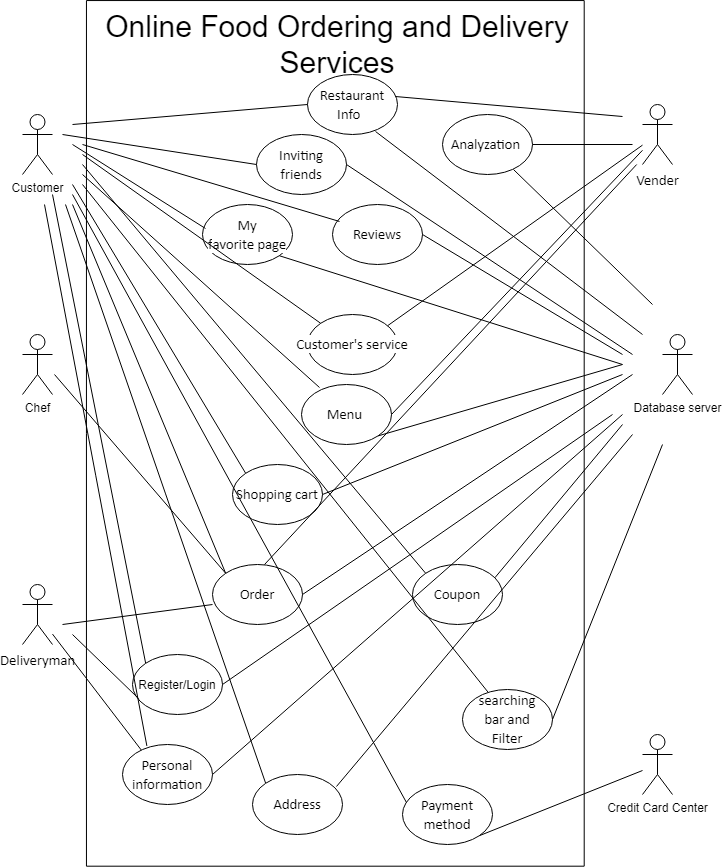 Online Food Ordering and Delivery
Services
Restaurant
Info
Analyzation
Inviting
friends
Customer
Vender
My
favorite page
Reviews
Customer's service
Chef
Database server
Menu
Shopping cart
Order
Coupon
Deliveryman
Register/Login
searching
bar and
Filter
Personal
information
Address
Payment
method
Credit Card Center